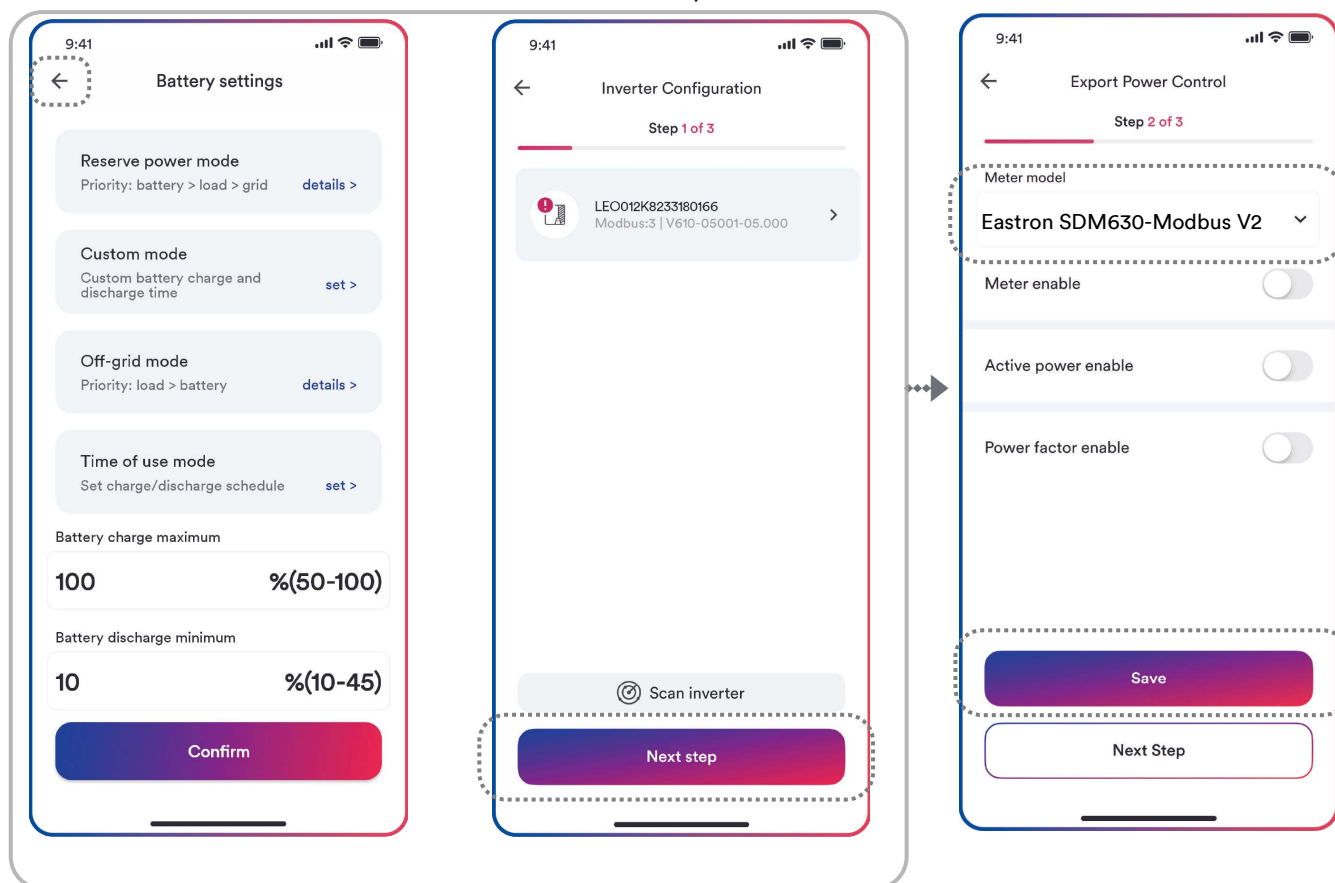 9:41
Battery settings
Reserve power mode
Priority: battery > load > grid details >
Custom mode
Custom battery charge and
discharge time
set >
Off-grid mode
Priority: load > battery details >
Time of use mode
Set charge/discharge schedule set >
Battery charge maximum
100 %(50-100)
Battery discharge minimum
10 %(10-45)
Confirm
9:41
Inverter Configuration
Step 1 of 3
LEO012K8233180166
Modbus:3 | V610-05001-05.000
Scan inverter
Next step
9:41
Export Power Control
Step 2 of 3
Meter model
Eastron SDM630-Modbus V2
Meter enable
Active power enable
Power factor enable
Save
Next Step